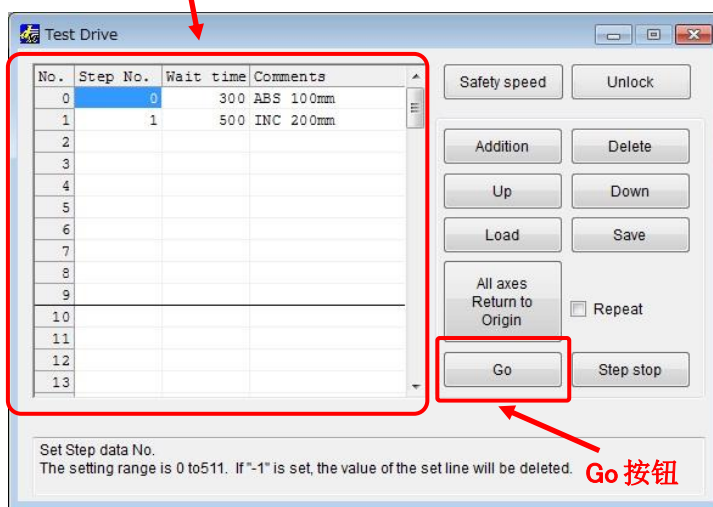 Test Drive
No. Step No. Wait time Comments
0 0 300 ABS 100mm
1 1 500 INC 200mm
2
3
4
5
6
7
8
9
10
11
12
13
Safety speed Unlock
Addition Delete
Up Down
Load Save
All axes
Return to
Origin
Repeat
Go Step stop
Set Step data No.
The setting range is 0 to511. If "-1" is set, the value of the set line will be deleted.
Go 按钮